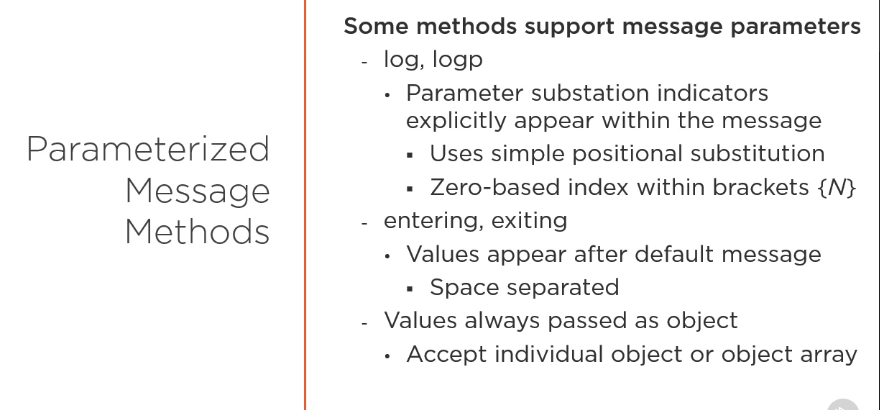 Parameterized
Message
Methods
Some methods support message parameters
- log, logp
• Parameter substation indicators
explicitly appear within the message
▪ Uses simple positional substitution
▪ Zero-based index within brackets {N}
- entering, exiting
• Values appear after default message
▪ Space separated
- Values always passed as object
• Accept individual object or object array